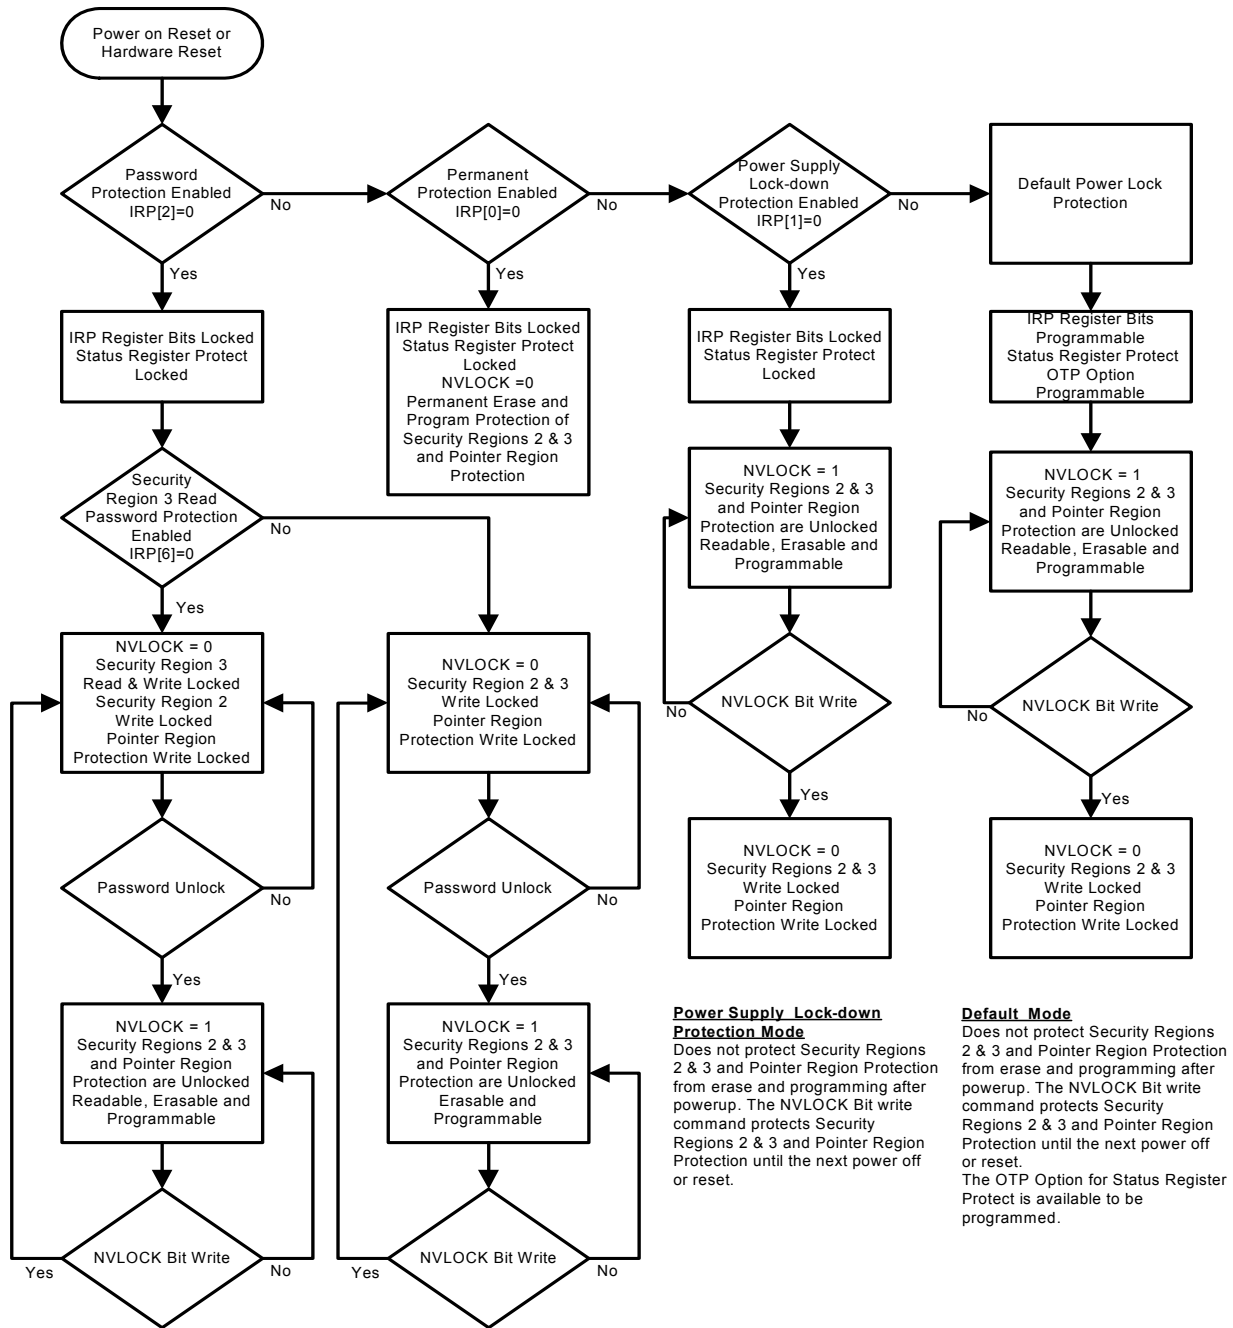 Power on Reset or
Hardware Reset
Password
Protection Enabled
IRP[2]=0
No
Yes
Permanent
Protection Enabled
IRP[0]=0
No
Yes
Power Supply
Lock-down
Protection Enabled
IRP[1]=0
No
Yes
Default Power Lock
Protection
IRP Register Bits Locked
Status Register Protect
Locked
IRP Register Bits Locked
Status Register Protect
Locked
NVLOCK =0
Permanent Erase and
Program Protection of
Security Regions 2 & 3
and Pointer Region
Protection
IRP Register Bits Locked
Status Register Protect
Locked
IRP Register Bits
Programmable
Status Register Protect
OTP Option
Programmable
Security
Region 3 Read
Password Protection
Enabled
IRP[6]=0
No
Yes
NVLOCK = 1
Security Regions 2 & 3
and Pointer Region
Protection are Unlocked
Readable, Erasable and
Programmable
NVLOCK = 1
Security Regions 2 & 3
and Pointer Region
Protection are Unlocked
Readable, Erasable and
Programmable
NVLOCK = 0
Security Region 3
Read & Write Locked
Security Region 2
Write Locked
Pointer Region
Protection Write Locked
NVLOCK = 0
Security Region 2 & 3
Write Locked
Pointer Region
Protection Write Locked
NVLOCK Bit Write
No
Yes
NVLOCK Bit Write
No
Yes
Password Unlock
No
Yes
Password Unlock
No
Yes
NVLOCK = 0
Security Regions 2 & 3
Write Locked
Pointer Region
Protection Write Locked
NVLOCK = 0
Security Regions 2 & 3
Write Locked
Pointer Region
Protection Write Locked
NVLOCK = 1
Security Regions 2 & 3
and Pointer Region
Protection are Unlocked
Readable, Erasable and
Programmable
NVLOCK = 1
Security Regions 2 & 3
and Pointer Region
Protection are Unlocked
Erasable and
Programmable
Power Supply Lock-down
Protection Mode
Does not protect Security Regions
2 & 3 and Pointer Region Protection
from erase and programming after
powerup. The NVLOCK Bit write
command protects Security
Regions 2 & 3 and Pointer Region
Protection until the next power off
or reset.
Default Mode
Does not protect Security Regions
2 & 3 and Pointer Region Protection
from erase and programming after
powerup. The NVLOCK Bit write
command protects Security
Regions 2 & 3 and Pointer Region
Protection until the next power off
or reset.
The OTP Option for Status Register
Protect is available to be
programmed.
NVLOCK Bit Write
Yes
No
NVLOCK Bit Write
Yes
No